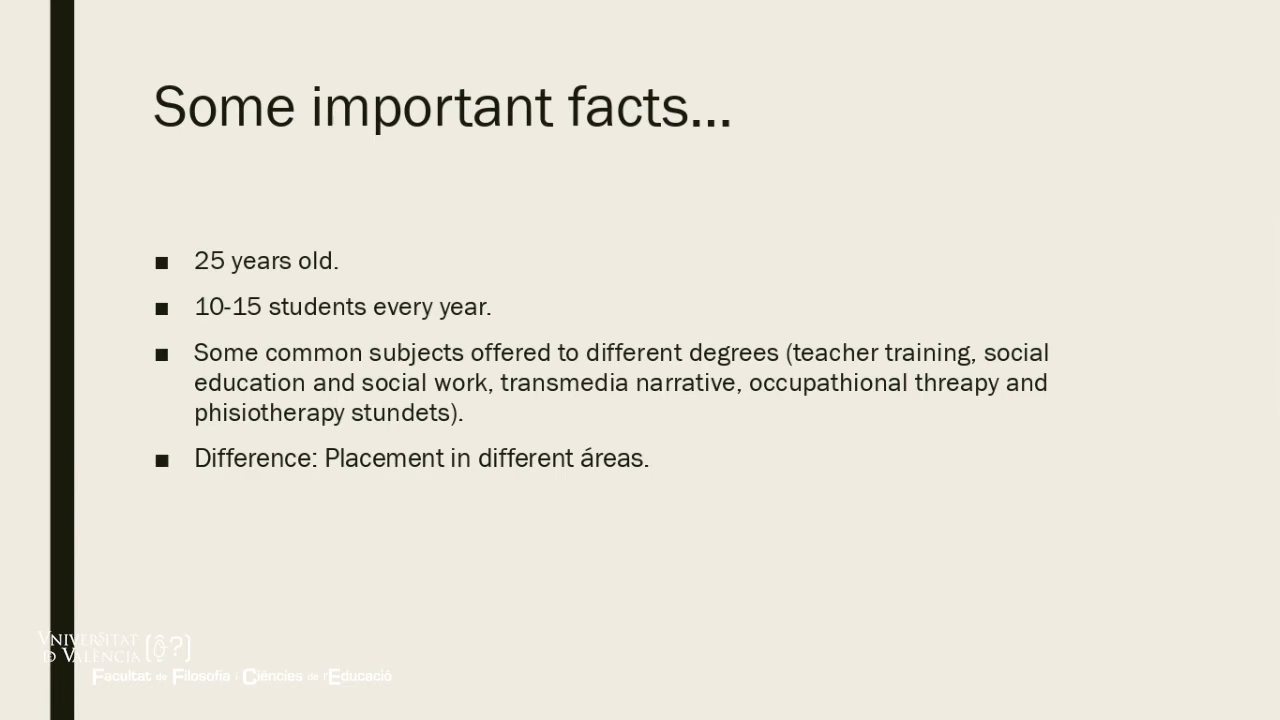 Some important facts...
■ 25 years old.
■ 10-15 students every year.
■ Some common subjects offered to different degrees (teacher training, social
education and social work, transmedia narrative, occupathional threapy and
phisiotherapy stundets).
■ Difference: Placement in different áreas.
VNIVERSITAT
ID VALÈNCIA
Facultat de Filosofia i Ciències de l'Educació